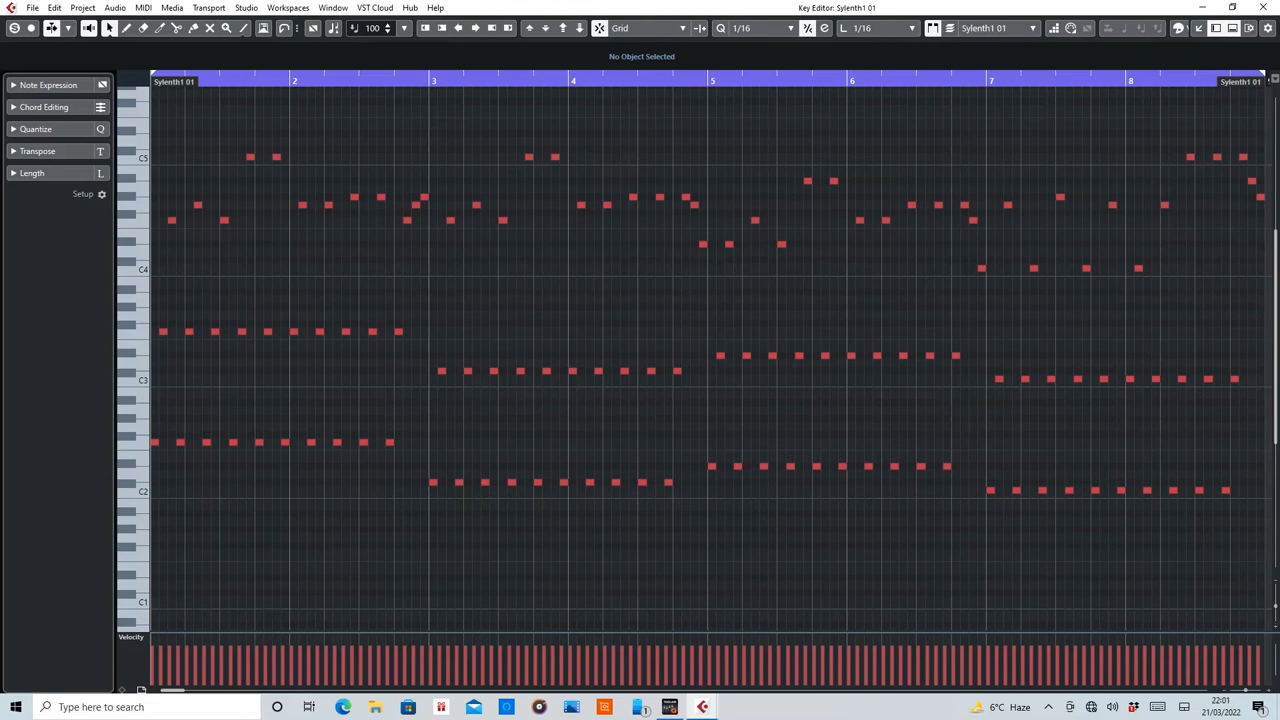 File Edit Project Audio MIDI Media Transport Studio Workspaces Window VST Cloud Hub Help
Key Editor: Sylenth1 01
S 100 Grid Q 1/16 L 1/16 Sylenth1 01
No Object Selected
Note Expression
Chord Editing
Quantize Q
Transpose T
Length L
Setup
2 3 4 5 6 7 8
Sylenth1 01 Sylenth1 01
C5
C4
C3
C2
C1
Velocity
Type here to search
1
6°C Haze
22:01
21/03/2022
1